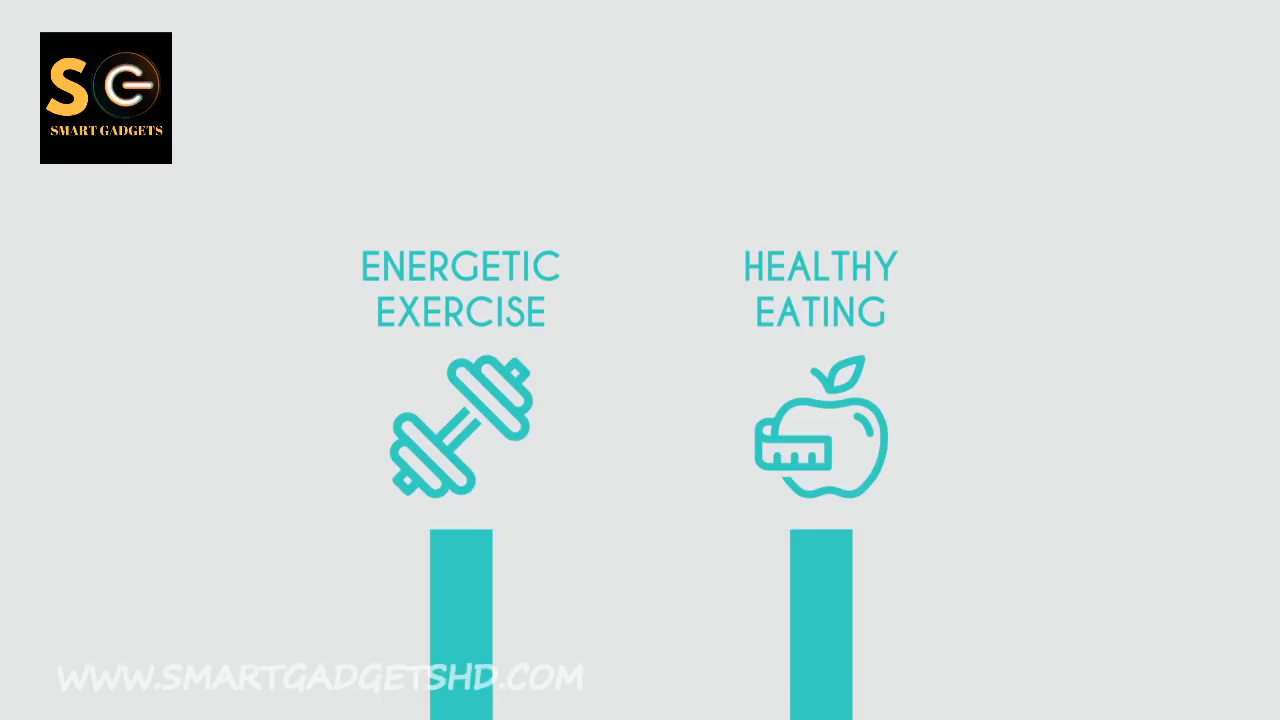 SG
SMART GADGETS
ENERGETIC
EXERCISE
HEALTHY
EATING
WWW.SMARTGADGETSHD.COM